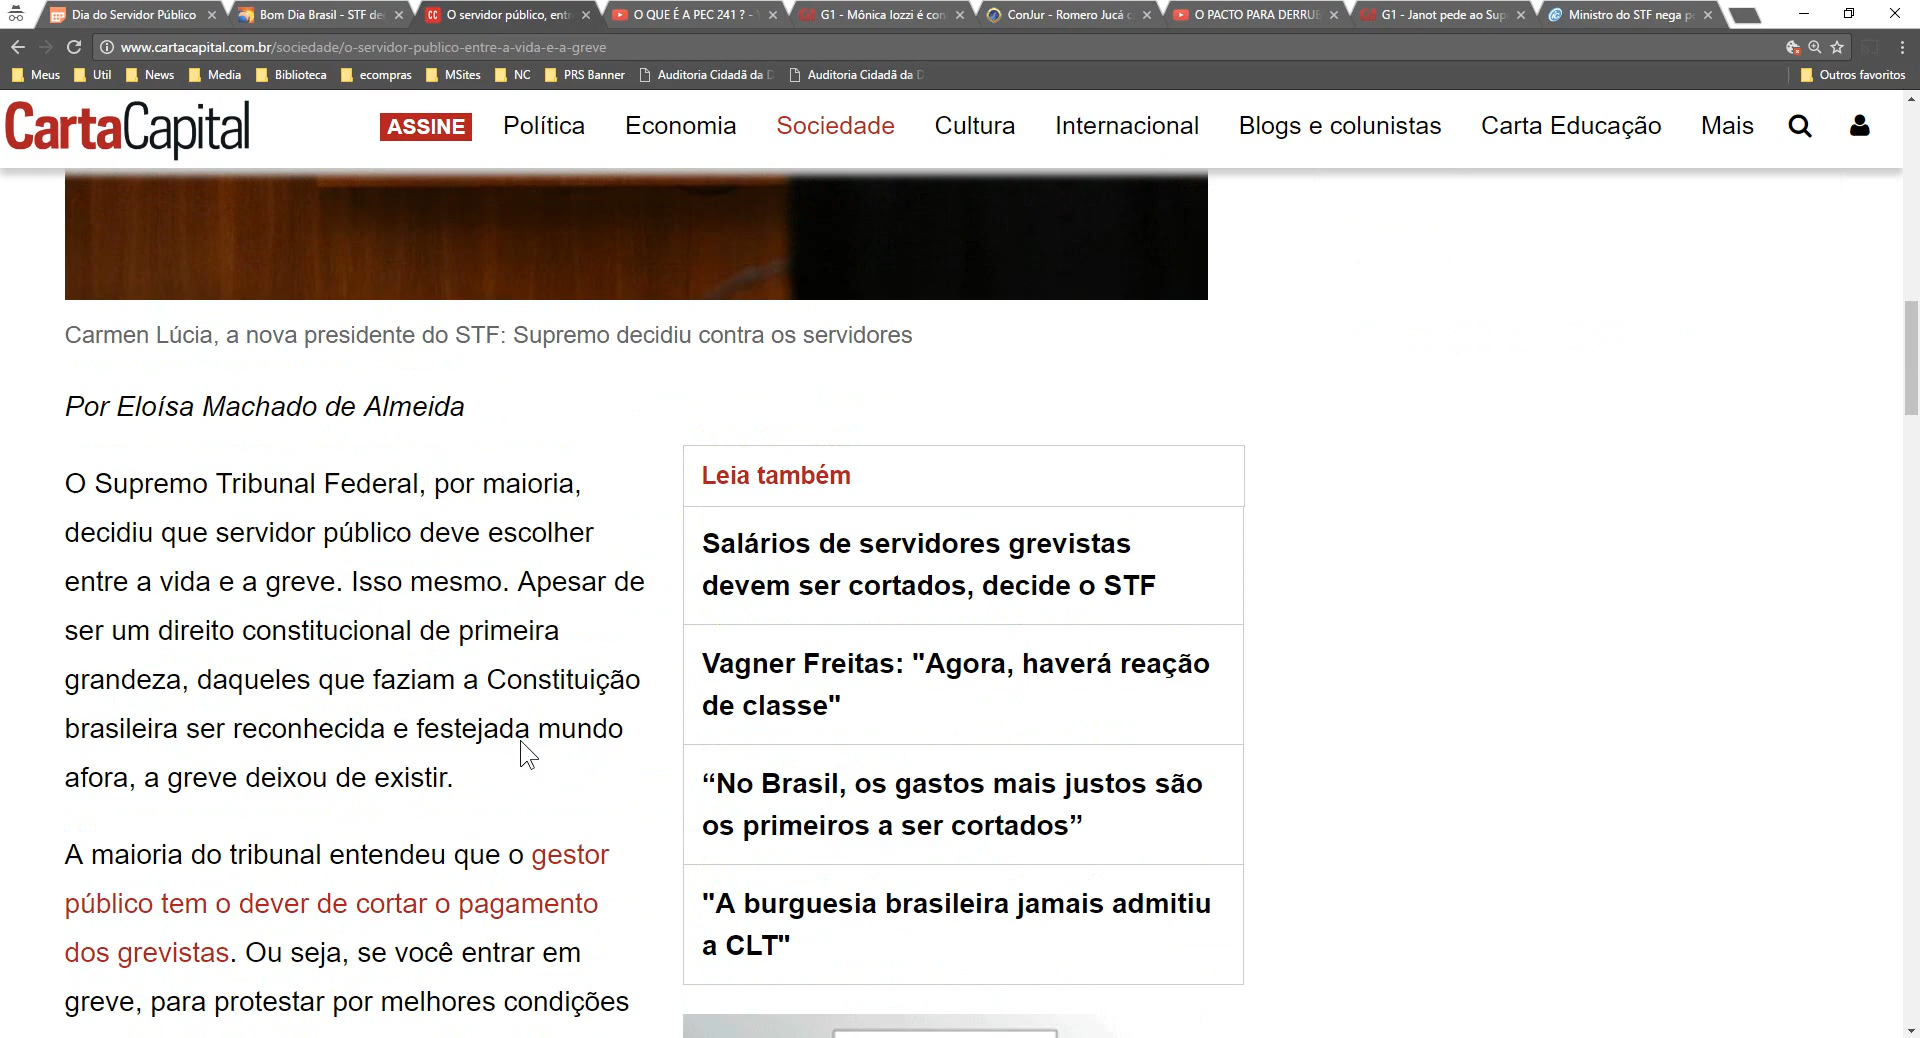 Dia do Servidor Público
Bom Dia Brasil - STF de
O servidor público, ent
O QUE É A PEC 241 ? -
G1 - Mônica Iozzi é con
ConJur - Romero Jucá
O PACTO PARA DERRU
G1 - Janot pede ao Sup
Ministro do STF nega p
www.cartacapital.com.br/sociedade/o-servidor-publico-entre-a-vida-e-a-greve
Meus
Util
News
Media
Biblioteca
ecompras
MSites
NC
PRS Banner
Auditoria Cidadã da D
Auditoria Cidadã da D
Outros favoritos
CartaCapital
ASSINE
Política
Economia
Sociedade
Cultura
Internacional
Blogs e colunistas
Carta Educação
Mais
Carmen Lúcia, a nova presidente do STF: Supremo decidiu contra os servidores
Por Eloísa Machado de Almeida
O Supremo Tribunal Federal, por maioria,
decidiu que servidor público deve escolher
entre a vida e a greve. Isso mesmo. Apesar de
ser um direito constitucional de primeira
grandeza, daqueles que faziam a Constituição
brasileira ser reconhecida e festejada mundo
afora, a greve deixou de existir.
A maioria do tribunal entendeu que o gestor
público tem o dever de cortar o pagamento
dos grevistas. Ou seja, se você entrar em
greve, para protestar por melhores condições
Leia também
Salários de servidores grevistas
devem ser cortados, decide o STF
Vagner Freitas: "Agora, haverá reação
de classe"
“No Brasil, os gastos mais justos são
os primeiros a ser cortados”
"A burguesia brasileira jamais admitiu
a CLT"